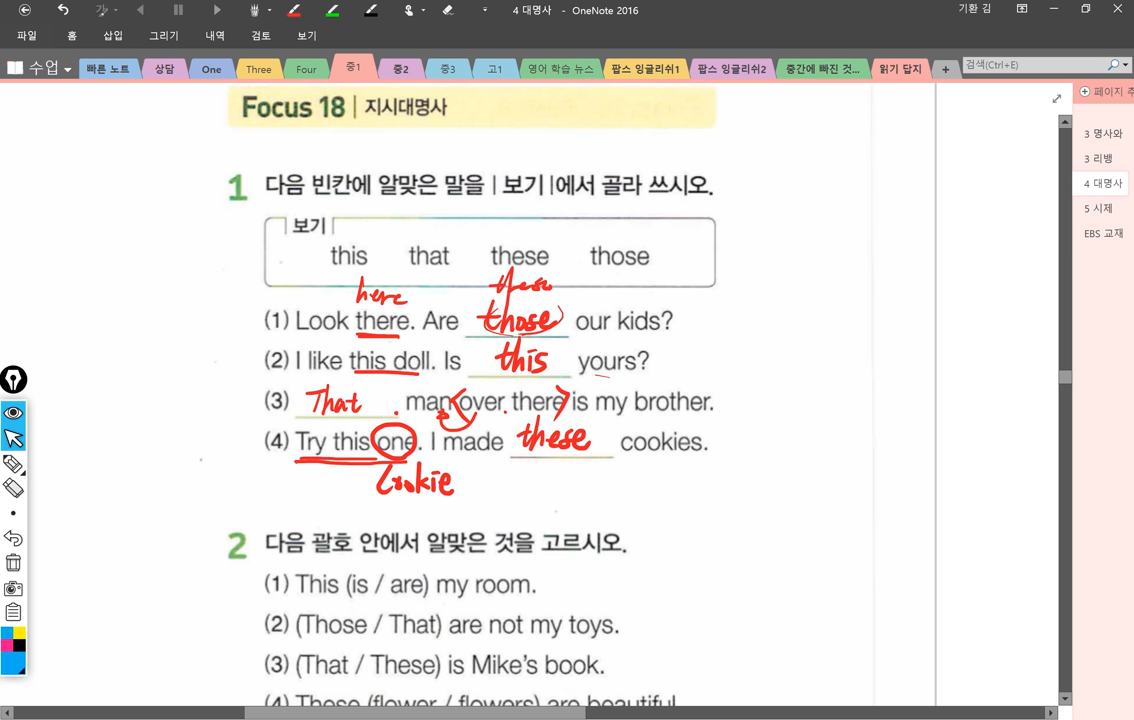 4 대명사 - OneNote 2016
기환 김
파일 홈 삽입 그리기 내역 검토 보기
수업 빠른 노트 상담 One Three Four 중1 중2 중3 고1 영어 학습 뉴스 팝스 잉글리쉬1 팝스 잉글리쉬2 중간에 빠진 것... 읽기 답지 + 검색(Ctrl+E)
페이지 추
3 명사와
3 리뱅
4 대명사
5 시제
EBS 교재
Focus 18 | 지시대명사
1 다음 빈칸에 알맞은 말을 | 보기 |에서 골라 쓰시오.
보기
this that these those
here these
(1) Look there. Are those our kids?
(2) I like this doll. Is this yours?
(3) That man over there is my brother.
(4) Try this one. I made these cookies.
Cookie
2 다음 괄호 안에서 알맞은 것을 고르시오.
(1) This (is / are) my room.
(2) (Those / That) are not my toys.
(3) (That / These) is Mike's book.
(4) These (flower / flowers) are beautiful.